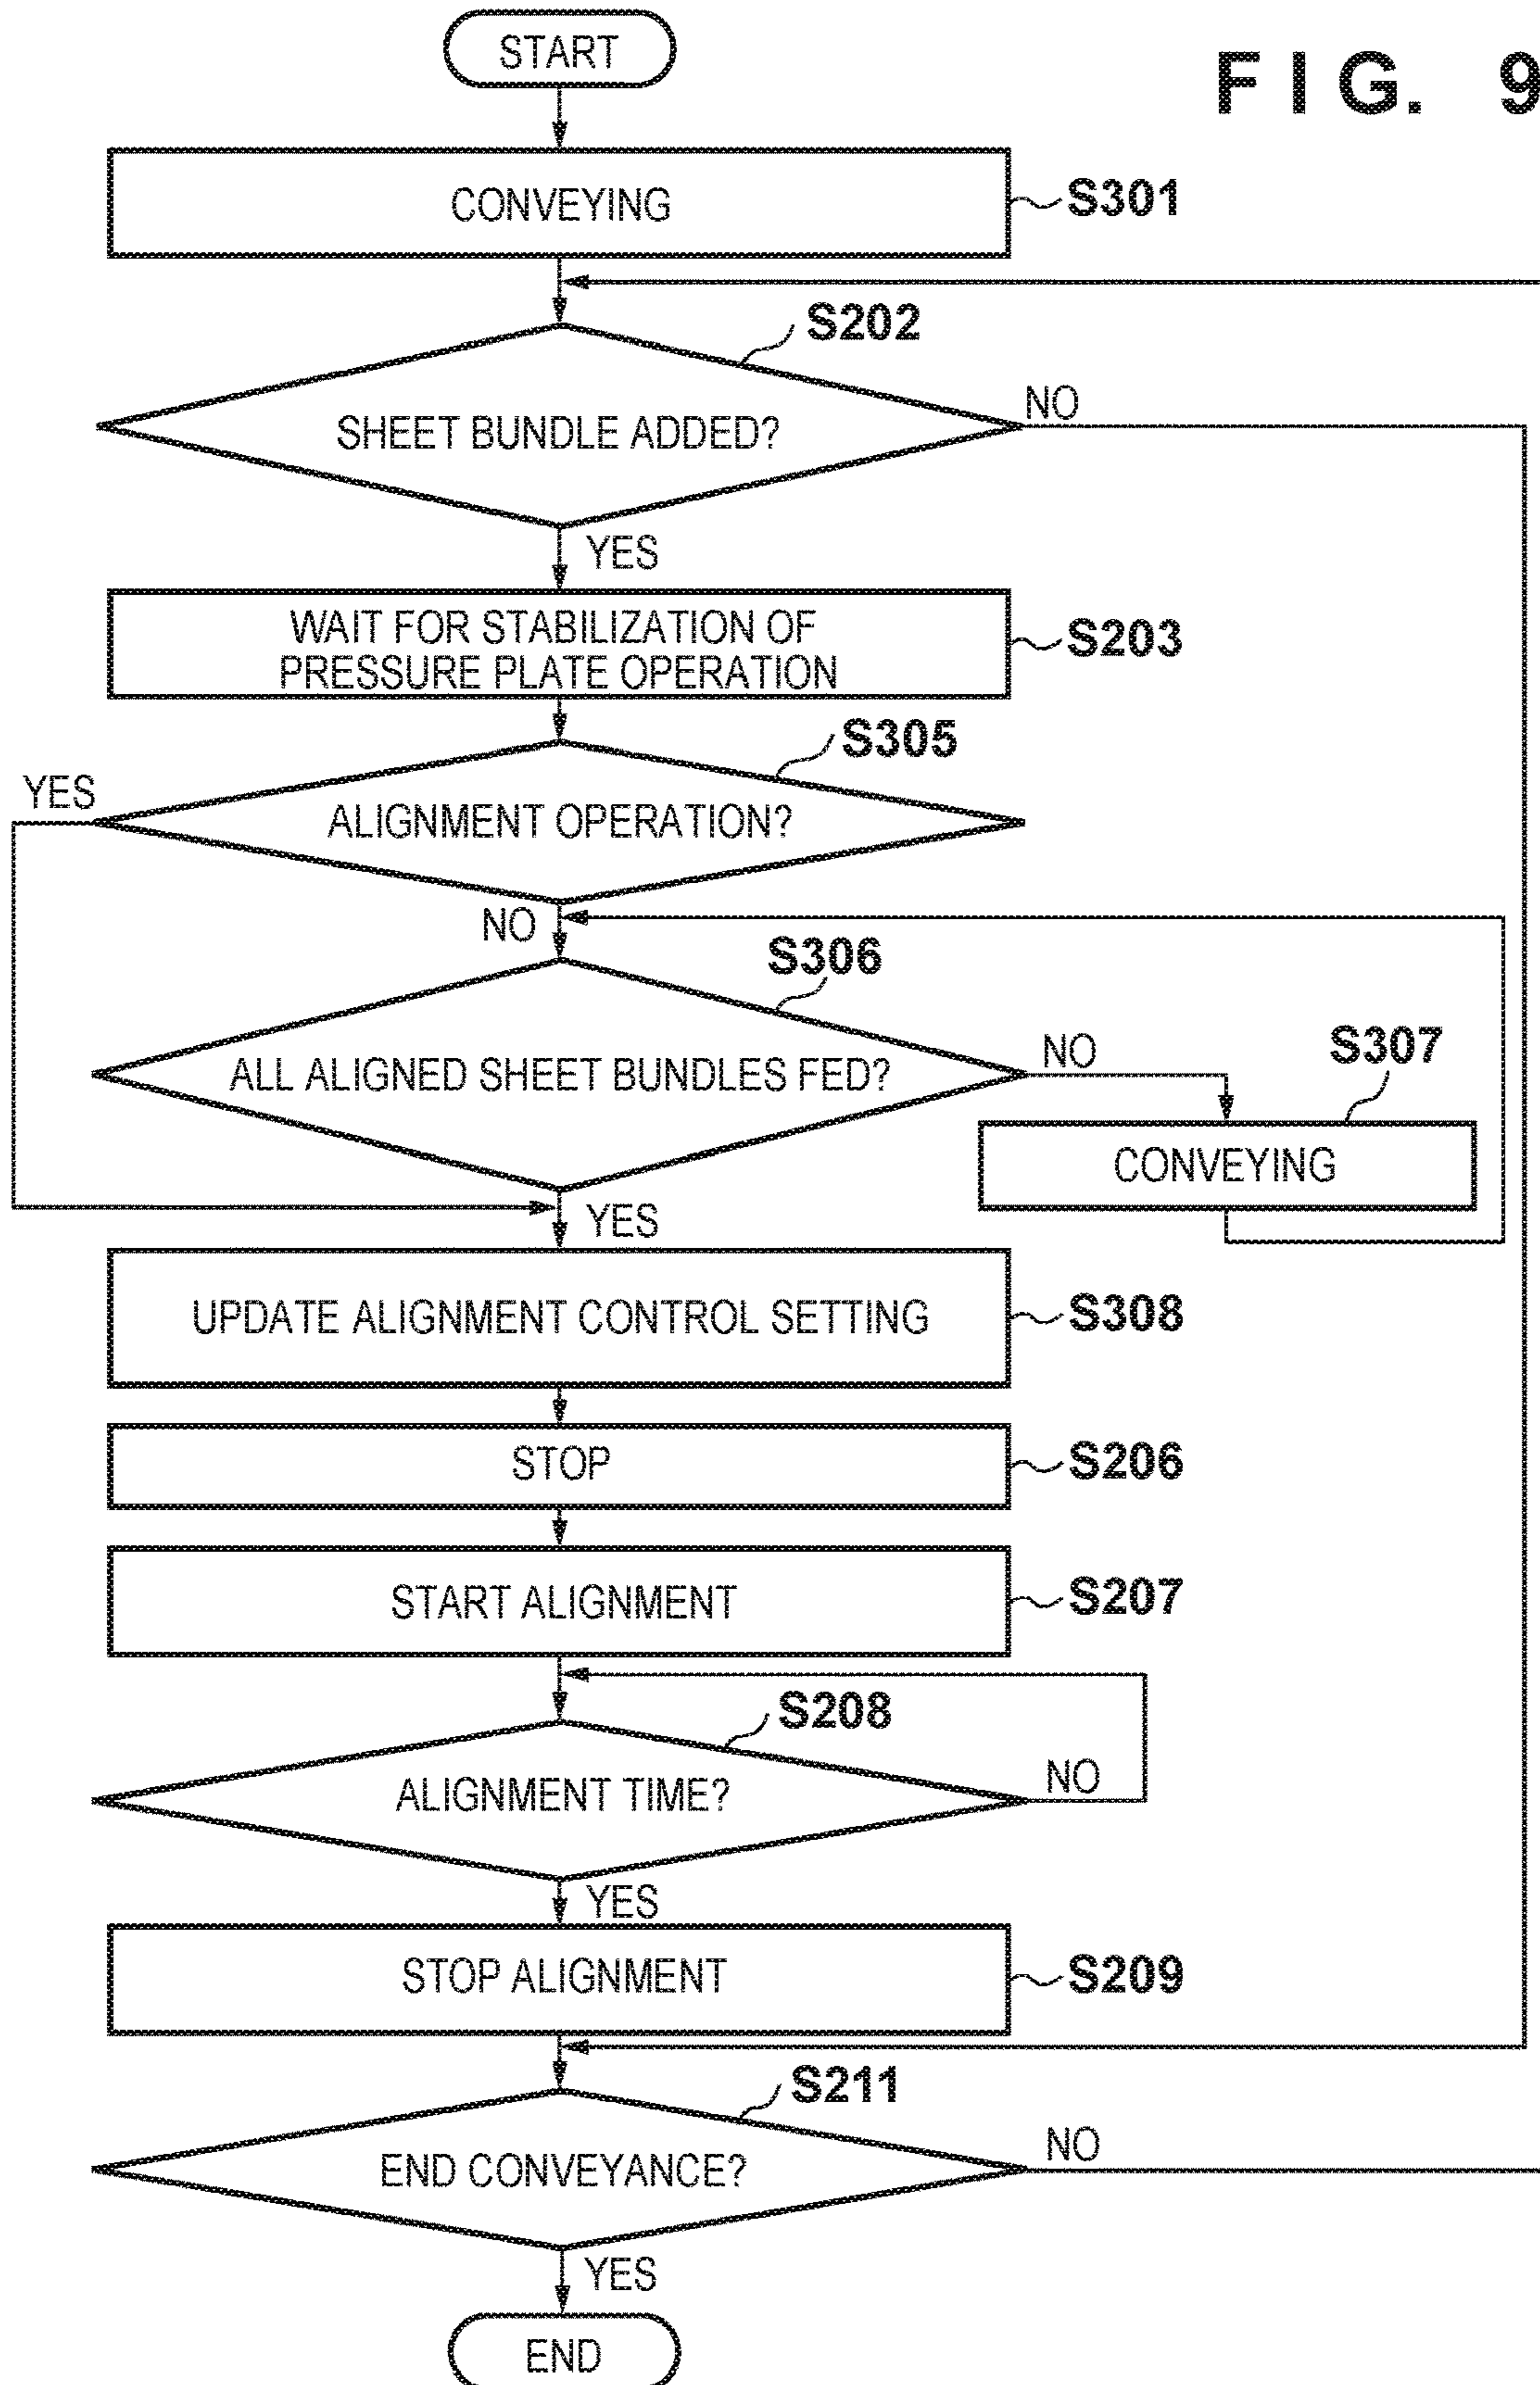 START
FIG. 9
CONVEYING
S301
S202
SHEET BUNDLE ADDED?
NO
YES
WAIT FOR STABILIZATION OF
PRESSURE PLATE OPERATION
S203
S305
YES
ALIGNMENT OPERATION?
NO
S306
ALL ALIGNED SHEET BUNDLES FED?
NO
S307
CONVEYING
YES
UPDATE ALIGNMENT CONTROL SETTING
S308
STOP
S206
START ALIGNMENT
S207
S208
ALIGNMENT TIME?
NO
YES
STOP ALIGNMENT
S209
S211
END CONVEYANCE?
NO
YES
END